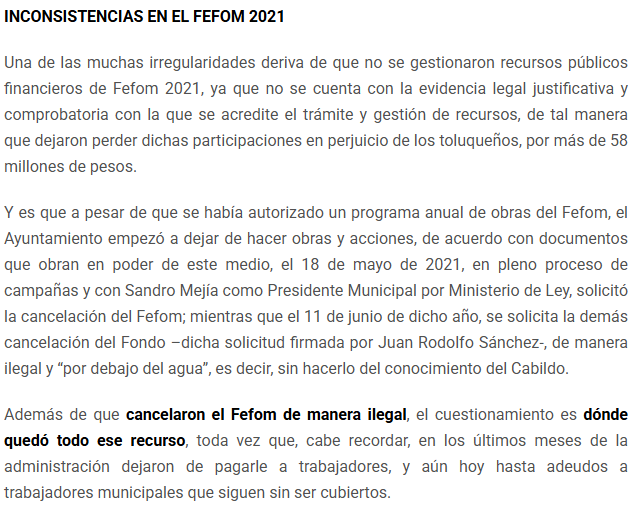 INCONSISTENCIAS EN EL FEFOM 2021
Una de las muchas irregularidades deriva de que no se gestionaron recursos públicos
financieros de Fefom 2021, ya que no se cuenta con la evidencia legal justificativa y
comprobatoria con la que se acredite el trámite y gestión de recursos, de tal manera
que dejaron perder dichas participaciones en perjuicio de los toluqueños, por más de 58
millones de pesos.
Y es que a pesar de que se había autorizado un programa anual de obras del Fefom, el
Ayuntamiento empezó a dejar de hacer obras y acciones, de acuerdo con documentos
que obran en poder de este medio, el 18 de mayo de 2021, en pleno proceso de
campañas y con Sandro Mejía como Presidente Municipal por Ministerio de Ley, solicitó
la cancelación del Fefom; mientras que el 11 de junio de dicho año, se solicita la demás
cancelación del Fondo –dicha solicitud firmada por Juan Rodolfo Sánchez-, de manera
ilegal y “por debajo del agua”, es decir, sin hacerlo del conocimiento del Cabildo.
Además de que cancelaron el Fefom de manera ilegal, el cuestionamiento es dónde
quedó todo ese recurso, toda vez que, cabe recordar, en los últimos meses de la
administración dejaron de pagarle a trabajadores, y aún hoy hasta adeudos a
trabajadores municipales que siguen sin ser cubiertos.